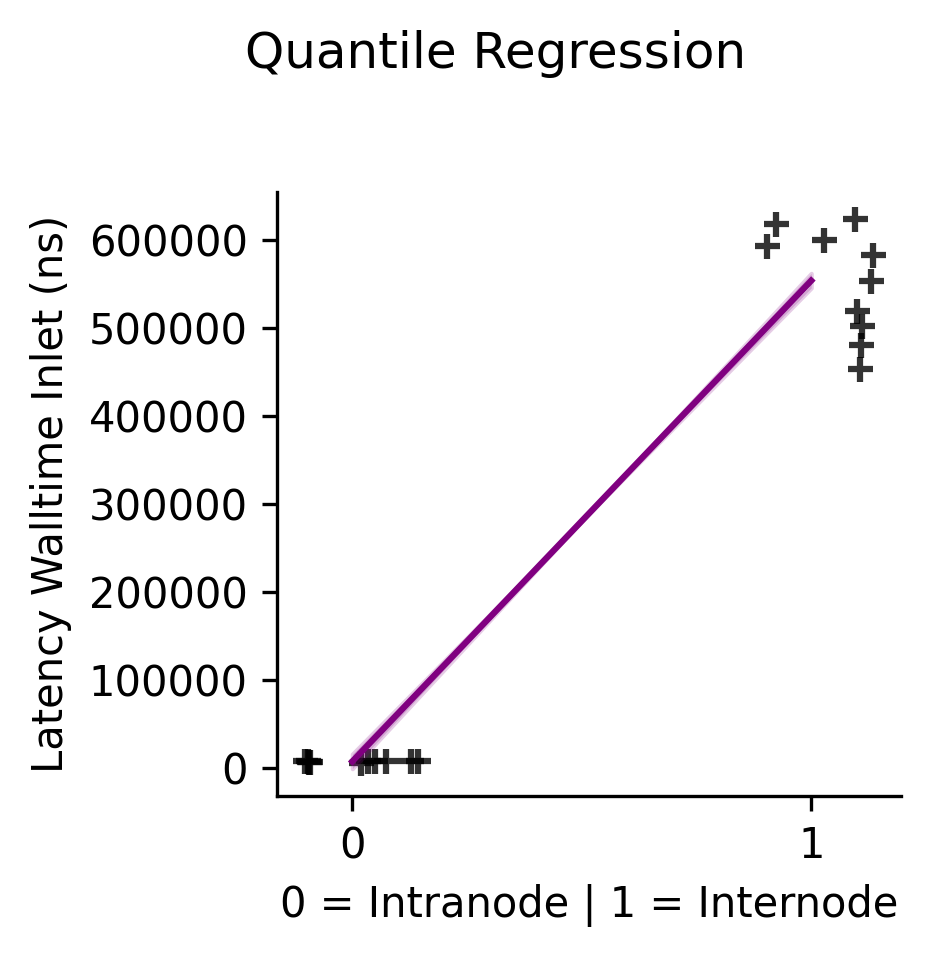 Quantile Regression
Latency Walltime Inlet (ns)
600000
500000
400000
300000
200000
100000
0
0 1
0 = Intranode | 1 = Internode